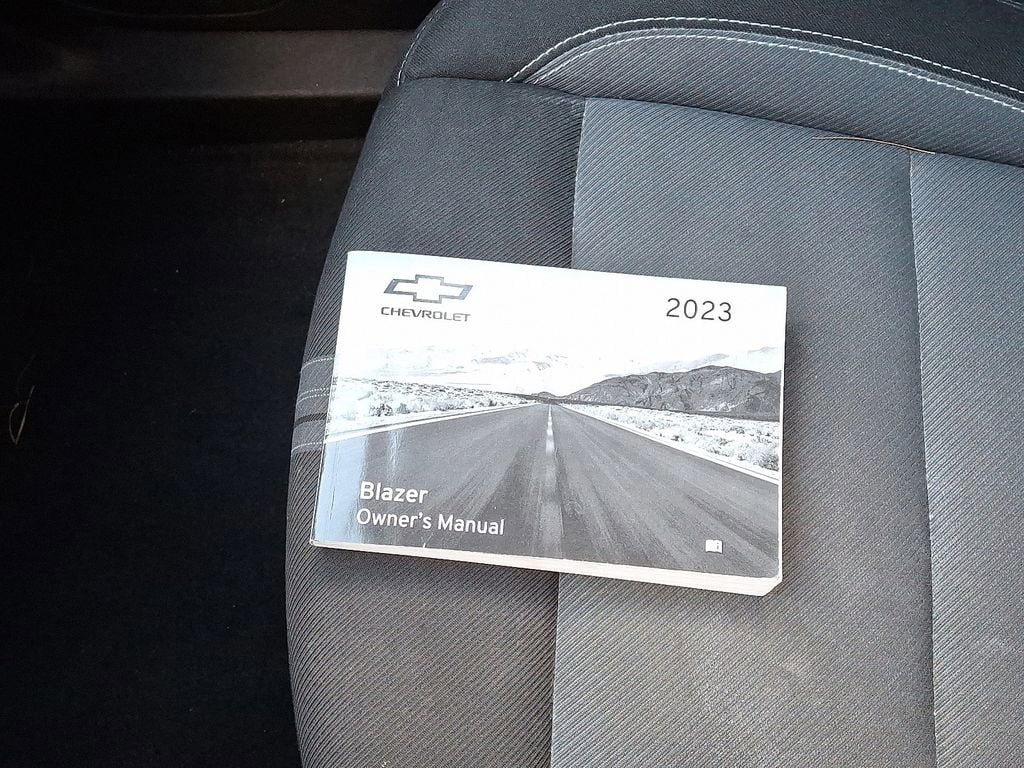 CHEVROLET
2023
Blazer
Owner's Manual